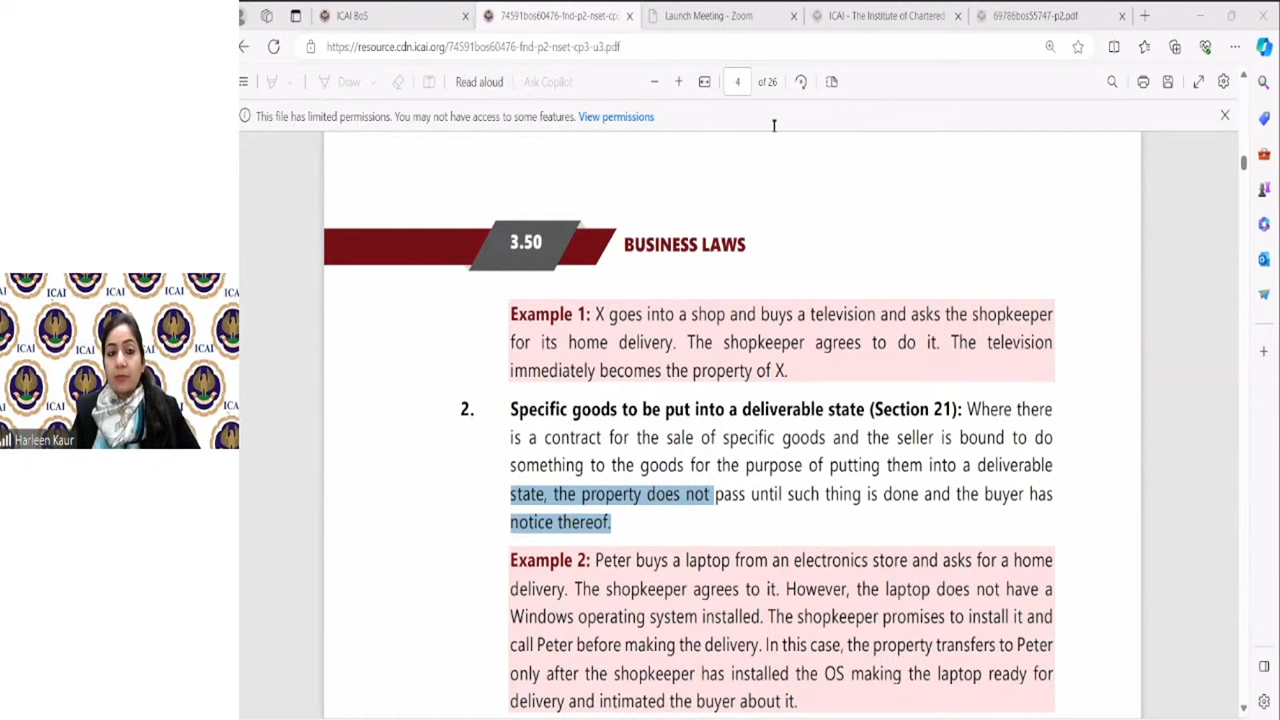 ICAI BoS
74591bos60476-fnd-p2-nset-cp3
Launch Meeting - Zoom
ICAI - The Institute of Chartered
69786bos55747-p2.pdf
https://resource.cdn.icai.org/74591bos60476-fnd-p2-nset-cp3-u3.pdf
Draw
Read aloud
Ask Copilot
4 of 26
This file has limited permissions. You may not have access to some features. View permissions
3.50 BUSINESS LAWS
Example 1: X goes into a shop and buys a television and asks the shopkeeper
for its home delivery. The shopkeeper agrees to do it. The television
immediately becomes the property of X.
2. Specific goods to be put into a deliverable state (Section 21): Where there
is a contract for the sale of specific goods and the seller is bound to do
something to the goods for the purpose of putting them into a deliverable
state, the property does not pass until such thing is done and the buyer has
notice thereof.
Example 2: Peter buys a laptop from an electronics store and asks for a home
delivery. The shopkeeper agrees to it. However, the laptop does not have a
Windows operating system installed. The shopkeeper promises to install it and
call Peter before making the delivery. In this case, the property transfers to Peter
only after the shopkeeper has installed the OS making the laptop ready for
delivery and intimated the buyer about it.
ICAI
ICAI
ICAI
ICAI
Harleen Kaur